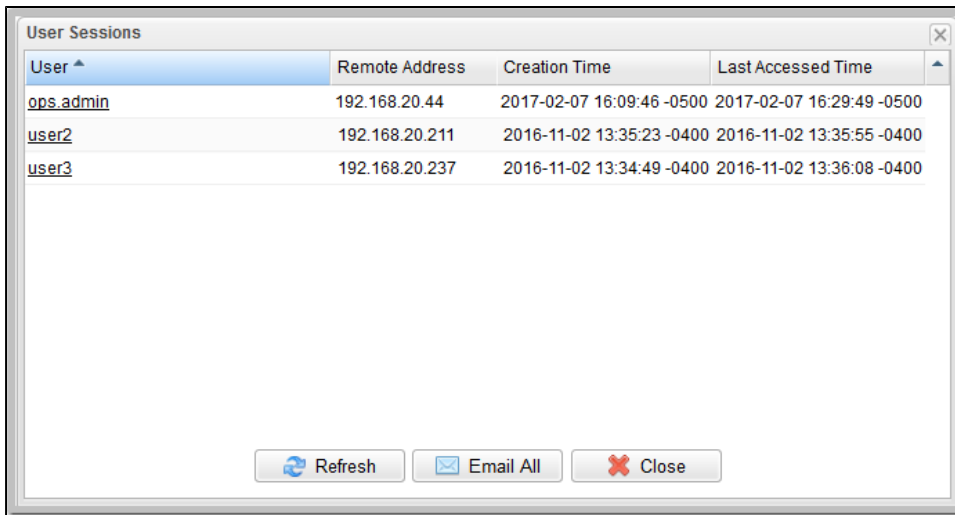 User Sessions
User Remote Address Creation Time Last Accessed Time
ops.admin 192.168.20.44 2017-02-07 16:09:46 -0500 2017-02-07 16:29:49 -0500
user2 192.168.20.211 2016-11-02 13:35:23 -0400 2016-11-02 13:35:55 -0400
user3 192.168.20.237 2016-11-02 13:34:49 -0400 2016-11-02 13:36:08 -0400
Refresh Email All Close